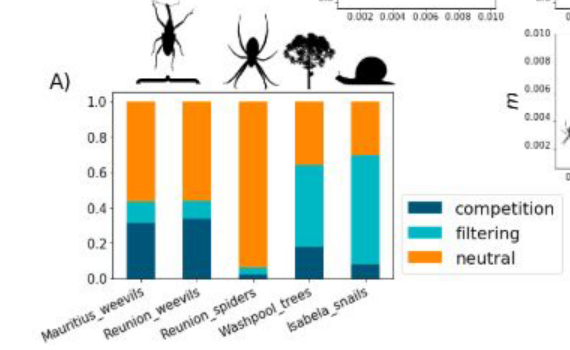 0.002 0.004 0.006 0.008 0.010
A)
1.0
0.8
0.6
0.4
0.2
0.0
Mauritius_weevils
Reunion_weevils
Reunion_spiders
Washpool_trees
Isabela_snails
competition
filtering
neutral
m
0.010
0.008
0.006
0.004
0.002